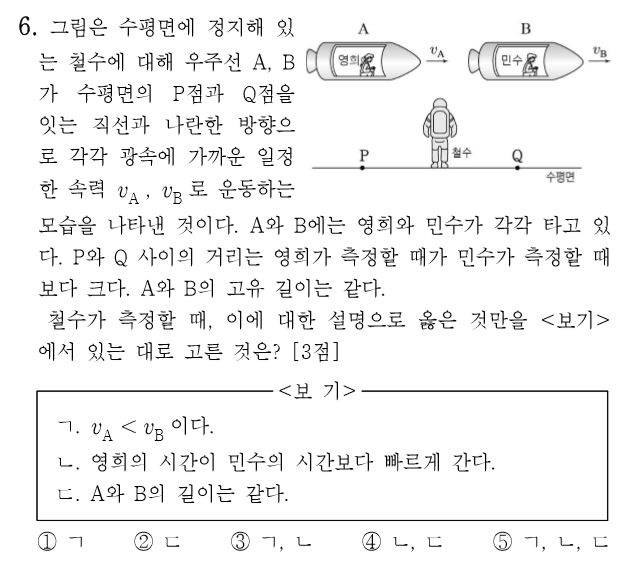 6. 그림은 수평면에 정지해 있
는 철수에 대해 우주선 A, B
가 수평면의 P점과 Q점을
잇는 직선과 나란한 방향으
로 각각 광속에 가까운 일정
한 속력 v_A, v_B로 운동하는
A
B
영희
v_A
민수
v_B
철수
P
Q
수평면
모습을 나타낸 것이다. A와 B에는 영희와 민수가 각각 타고 있
다. P와 Q 사이의 거리는 영희가 측정할 때가 민수가 측정할 때
보다 크다. A와 B의 고유 길이는 같다.
철수가 측정할 때, 이에 대한 설명으로 옳은 것만을 <보기>
에서 있는 대로 고른 것은? [3점]
<보 기>
ㄱ. v_A < v_B 이다.
ㄴ. 영희의 시간이 민수의 시간보다 빠르게 간다.
ㄷ. A와 B의 길이는 같다.
① ㄱ ② ㄷ ③ ㄱ, ㄴ ④ ㄴ, ㄷ ⑤ ㄱ, ㄴ, ㄷ